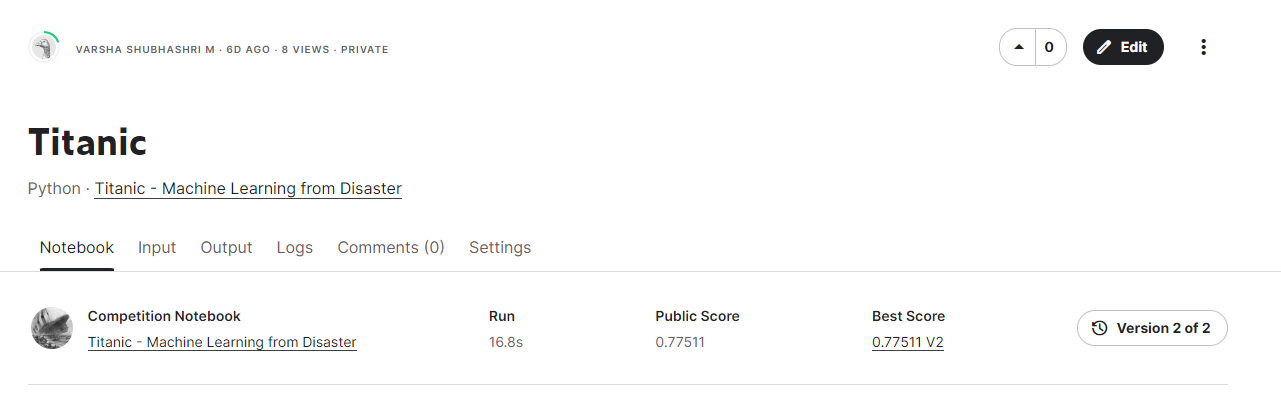 VARSHA SHUBHASHRI M · 6D AGO · 8 VIEWS · PRIVATE
0
Edit
Titanic
Python · Titanic - Machine Learning from Disaster
Notebook Input Output Logs Comments (0) Settings
Competition Notebook Run Public Score Best Score
Titanic - Machine Learning from Disaster 16.8s 0.77511 0.77511 V2
Version 2 of 2